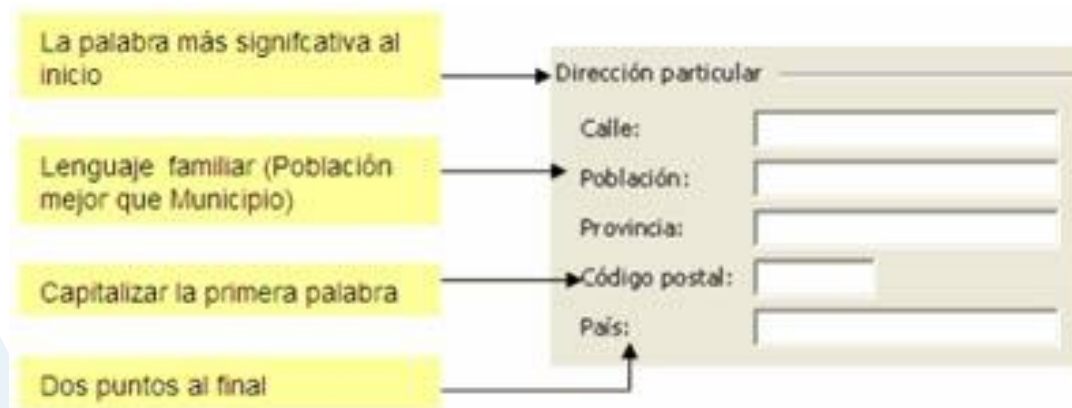 La palabra más signifcativa al
inicio
Lenguaje familiar (Población
mejor que Municipio)
Capitalizar la primera palabra
Dos puntos al final
Dirección particular
Calle:
Población:
Provincia:
Código postal:
País: